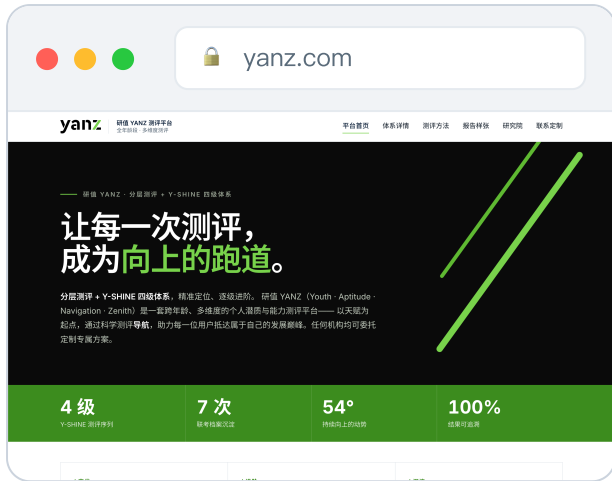 yanz.com
yanz
研值 YANZ 测评平台
全年龄段 · 多维度测评
平台首页 体系详情 测评方法 报告样张 研究院 联系定制
研值 YANZ · 分层测评 + Y-SHINE 四级体系
让每一次测评，
成为向上的跑道。
分层测评 + Y-SHINE 四级体系，精准定位、逐级进阶。 研值 YANZ（Youth · Aptitude ·
Navigation · Zenith）是一套跨年龄、多维度的个人潜质与能力测评平台—— 以天赋为
起点，通过科学测评导航，助力每一位用户抵达属于自己的发展巅峰。任何机构均可委托
定制专属方案。
4 级 7 次 54° 100%
Y-SHINE 测评序列 联考档案沉淀 持续向上的动势 结果可追溯